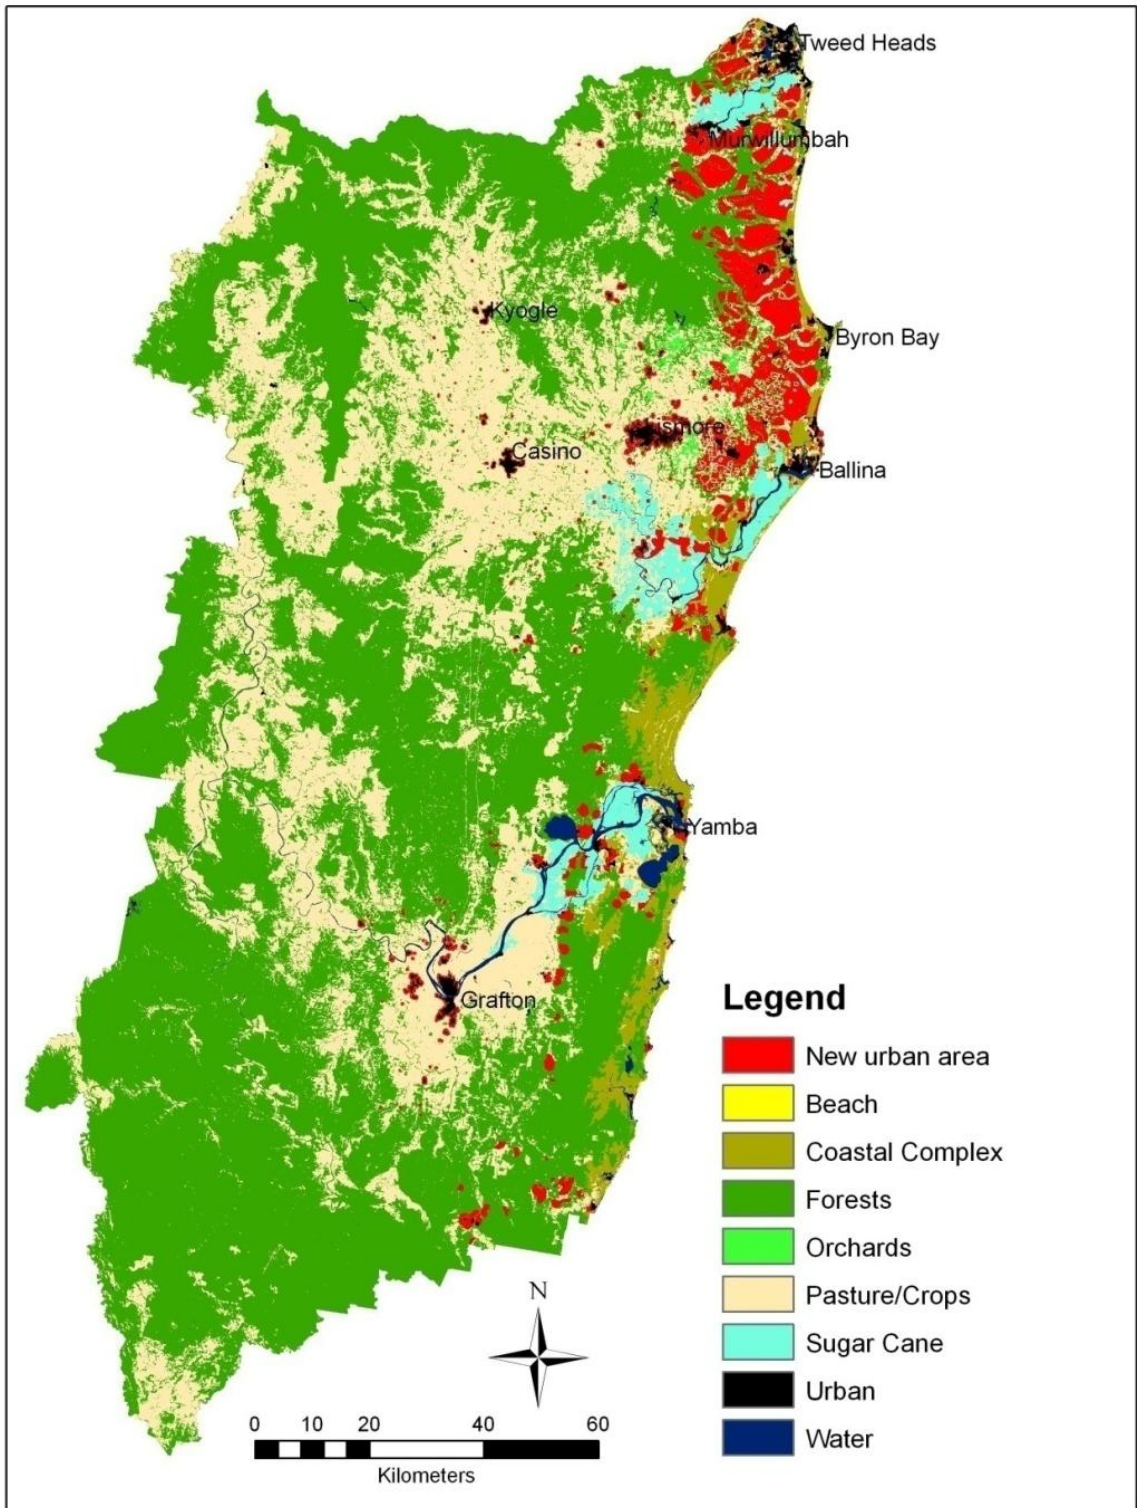 Tweed Heads
Murwillumbah
Kyogle
Byron Bay
Lismore
Casino
Ballina
Yamba
Grafton
Legend
New urban area
Beach
Coastal Complex
Forests
Orchards
Pasture/Crops
Sugar Cane
Urban
Water
N
0 10 20 40 60
Kilometers